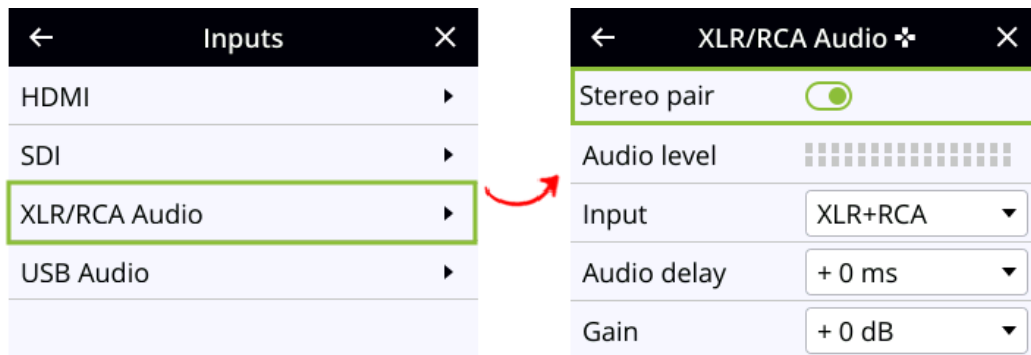 Inputs
HDMI
SDI
XLR/RCA Audio
USB Audio
XLR/RCA Audio
Stereo pair
Audio level
Input XLR+RCA
Audio delay + 0 ms
Gain + 0 dB